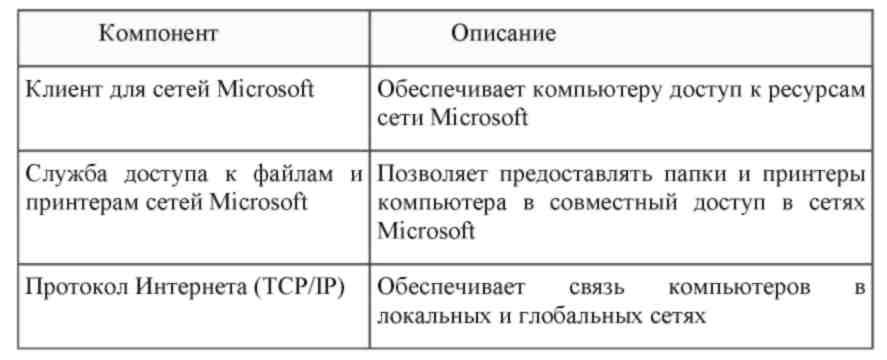 Компонент
Описание
Клиент для сетей Microsoft
Обеспечивает компьютеру доступ к ресурсам
сети Microsoft
Служба доступа к файлам и
принтерам сетей Microsoft
Позволяет предоставлять папки и принтеры
компьютера в совместный доступ в сетях
Microsoft
Протокол Интернета (TCP/IP)
Обеспечивает связь компьютеров в
локальных и глобальных сетях